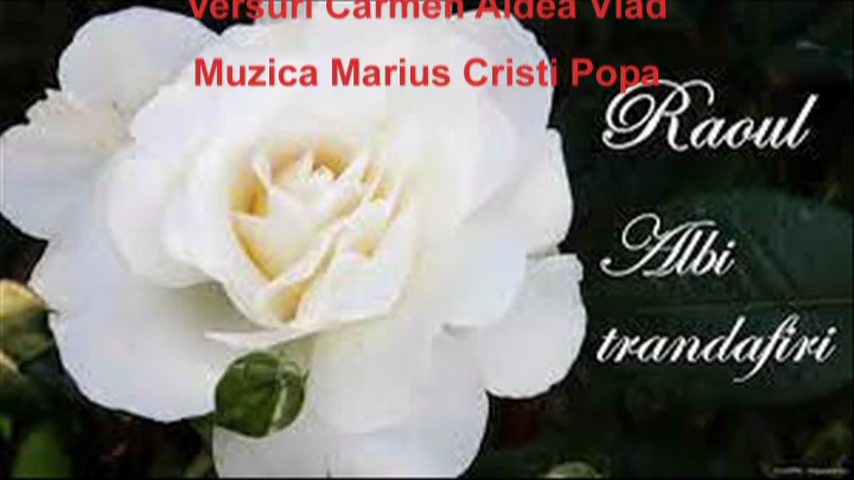 Versuri Carmen Aldea Vlad
Muzica Marius Cristi Popa
Raoul
Albi
trandafiri